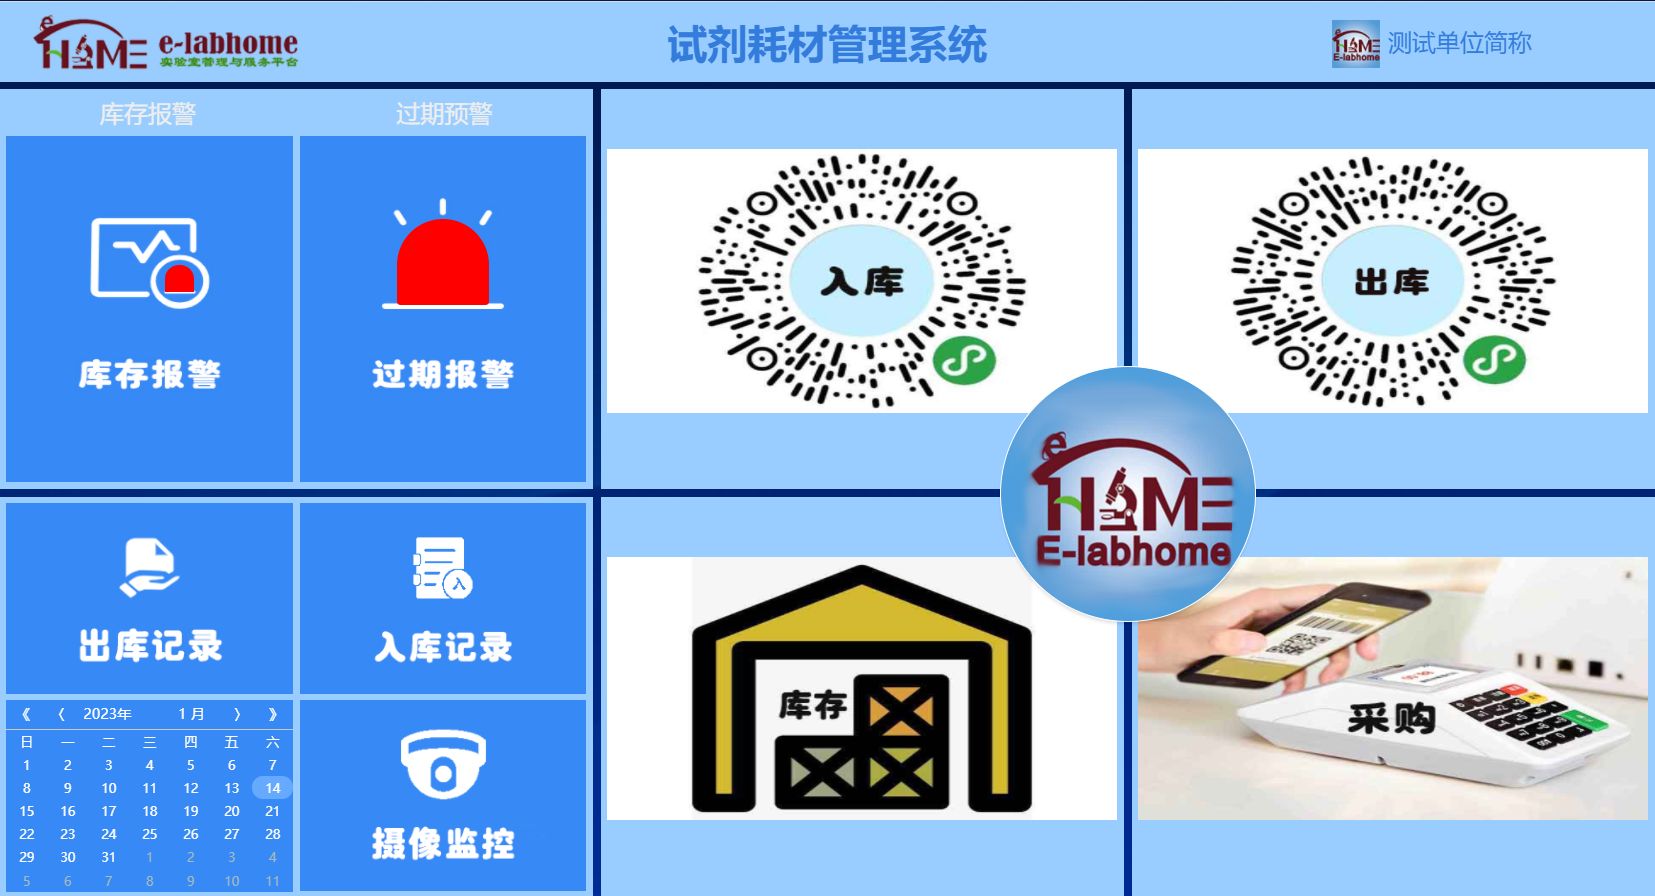 HOME e-labhome
实验室管理与服务平台
试剂耗材管理系统
HOME
E-labhome
测试单位简称
库存报警
过期预警
库存报警
过期报警
入库
出库
e HOME
E-labhome
出库记录
入
入库记录
《 〈 2023年 1 月 〉 》
日 一 二 三 四 五 六
1 2 3 4 5 6 7
8 9 10 11 12 13 14
15 16 17 18 19 20 21
22 23 24 25 26 27 28
29 30 31 1 2 3 4
5 6 7 8 9 10 11
摄像监控
库存
采购